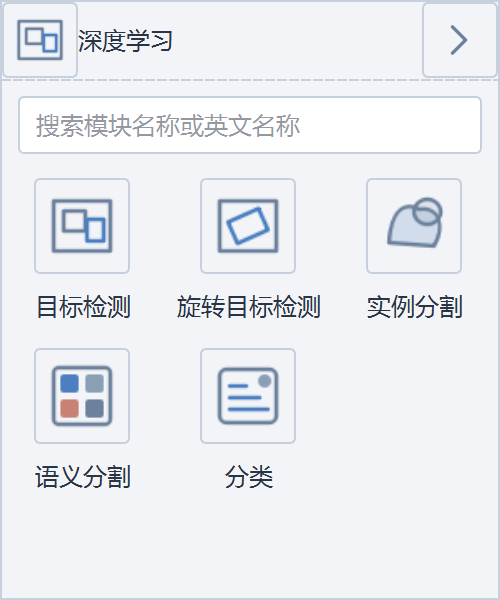 深度学习
搜索模块名称或英文名称
目标检测
旋转目标检测
实例分割
语义分割
分类